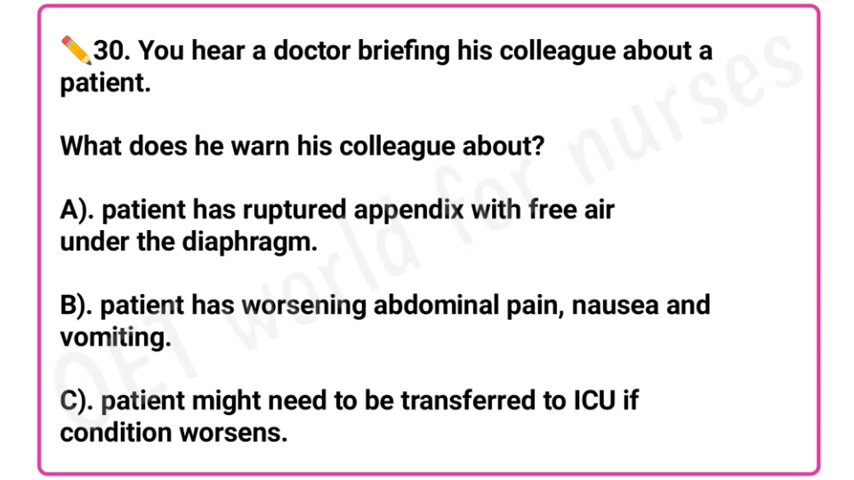 ✏️30. You hear a doctor briefing his colleague about a
patient.
What does he warn his colleague about?
A). patient has ruptured appendix with free air
under the diaphragm.
B). patient has worsening abdominal pain, nausea and
vomiting.
C). patient might need to be transferred to ICU if
condition worsens.
OET world for nurses